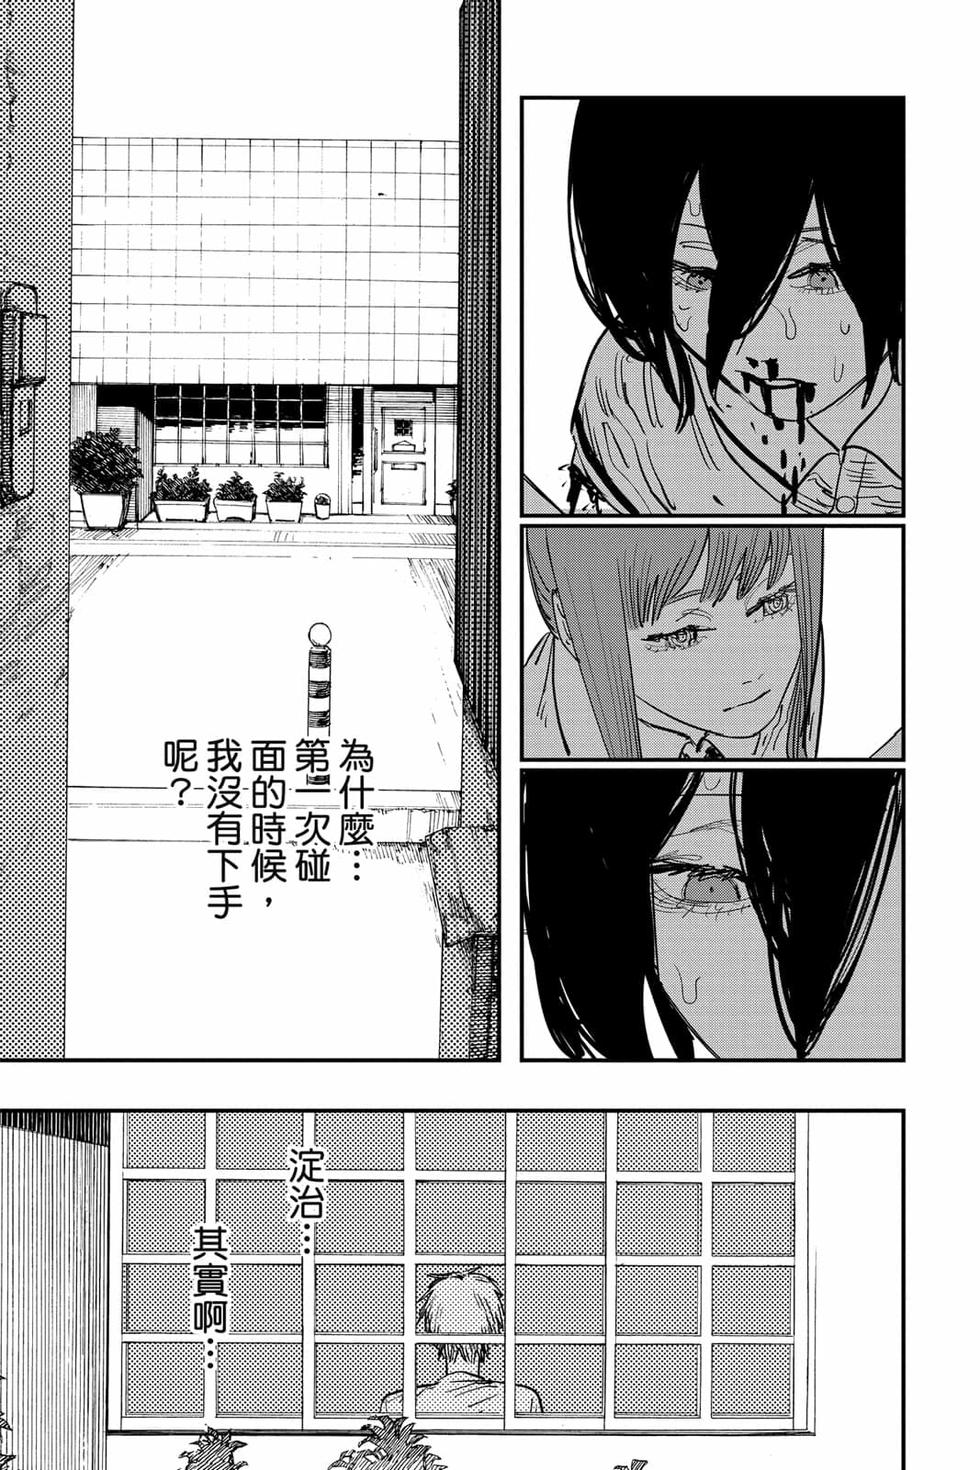 為什麼…
第一次碰
面的時候，
我沒有下手
呢？
淀治…
其實啊…